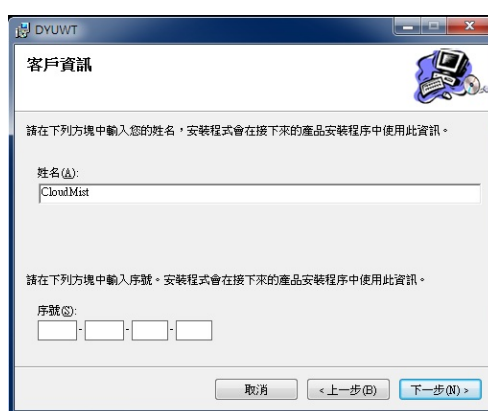 DYUWT
客戶資訊
請在下列方塊中輸入您的姓名，安裝程式會在接下來的產品安裝程序中使用此資訊。
姓名(A):
CloudMist
請在下列方塊中輸入序號。安裝程式會在接下來的產品安裝程序中使用此資訊。
序號(S):
- - -
取消
<上一步(B)
下一步(N) >